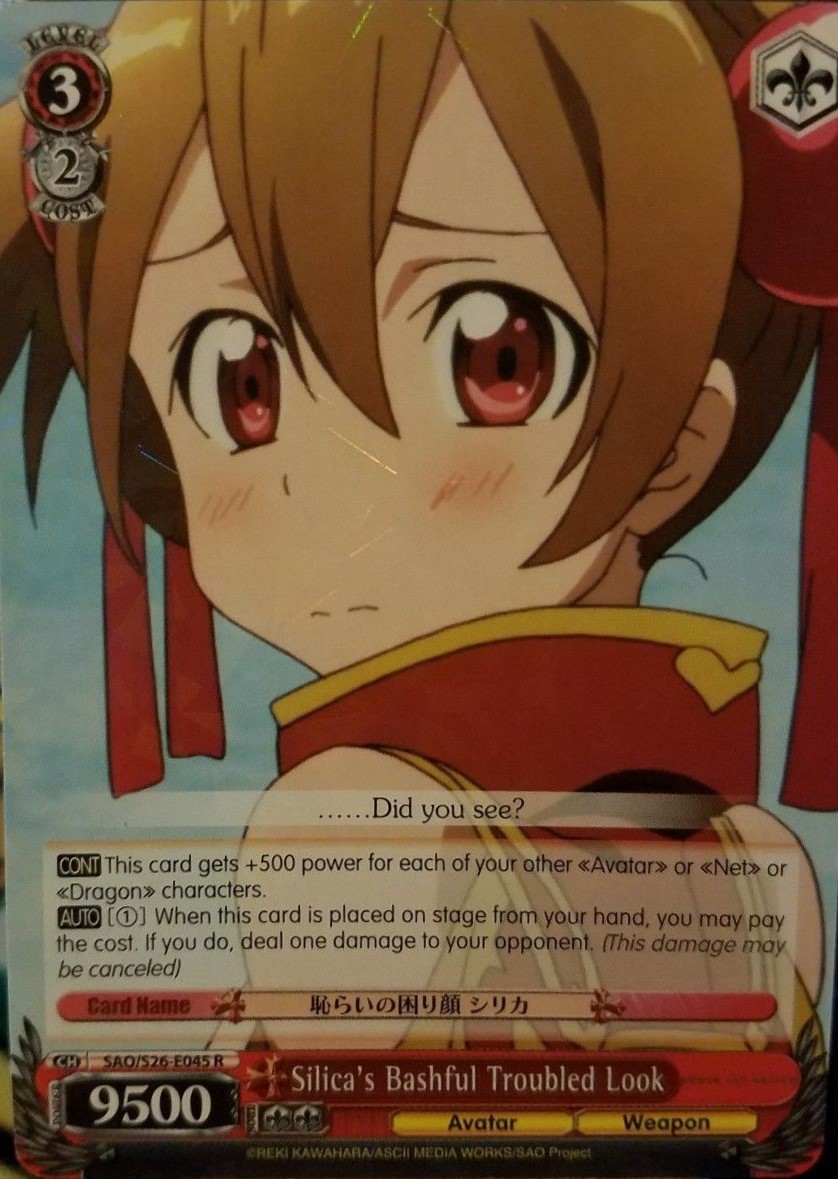 LEVEL
3
2
COST
......Did you see?
CONT This card gets +500 power for each of your other «Avatar» or «Net» or
«Dragon» characters.
AUTO [①] When this card is placed on stage from your hand, you may pay
the cost. If you do, deal one damage to your opponent. (This damage may
be canceled)
Card Name 恥らいの困り顔 シリカ
CH SAO/S26-E045 R
Silica's Bashful Troubled Look
POWER 9500 SOUL
Avatar Weapon
©REKI KAWAHARA/ASCII MEDIA WORKS/SAO Project